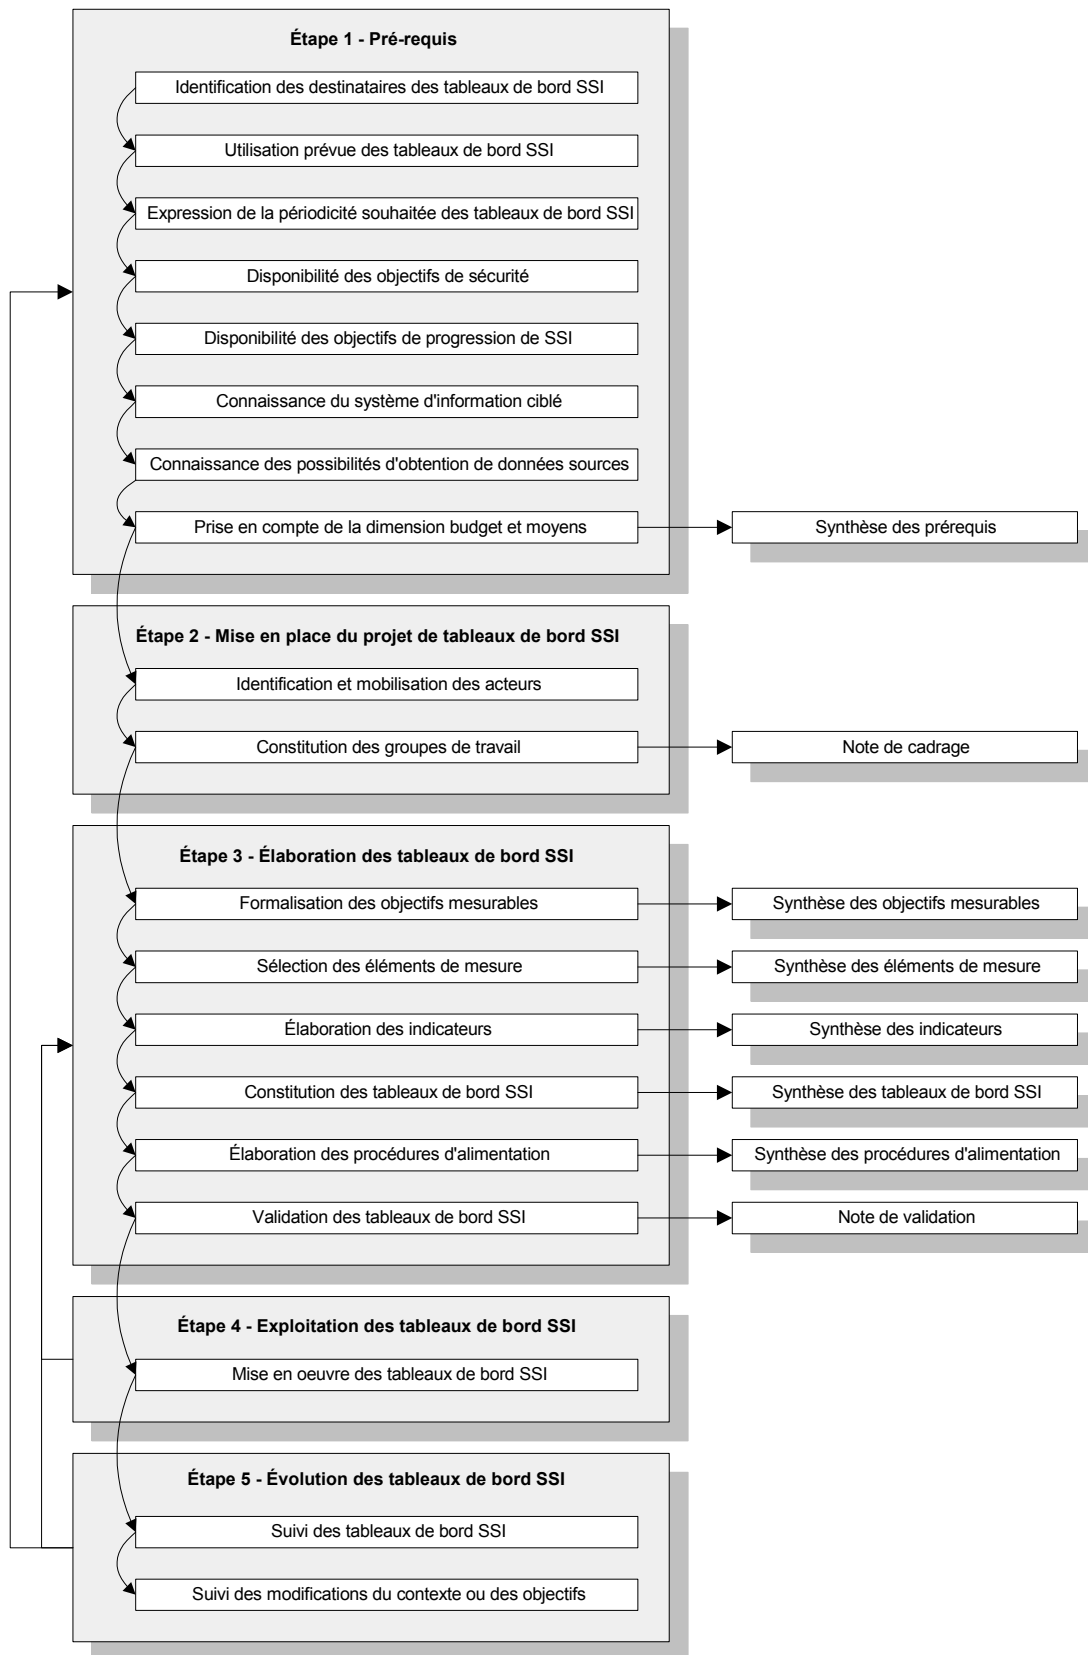 Étape 1 - Pré-requis
Identification des destinataires des tableaux de bord SSI
Utilisation prévue des tableaux de bord SSI
Expression de la périodicité souhaitée des tableaux de bord SSI
Disponibilité des objectifs de sécurité
Disponibilité des objectifs de progression de SSI
Connaissance du système d'information ciblé
Connaissance des possibilités d'obtention de données sources
Prise en compte de la dimension budget et moyens
Synthèse des prérequis
Étape 2 - Mise en place du projet de tableaux de bord SSI
Identification et mobilisation des acteurs
Constitution des groupes de travail
Note de cadrage
Étape 3 - Élaboration des tableaux de bord SSI
Formalisation des objectifs mesurables
Synthèse des objectifs mesurables
Sélection des éléments de mesure
Synthèse des éléments de mesure
Élaboration des indicateurs
Synthèse des indicateurs
Constitution des tableaux de bord SSI
Synthèse des tableaux de bord SSI
Élaboration des procédures d'alimentation
Synthèse des procédures d'alimentation
Validation des tableaux de bord SSI
Note de validation
Étape 4 - Exploitation des tableaux de bord SSI
Mise en oeuvre des tableaux de bord SSI
Étape 5 - Évolution des tableaux de bord SSI
Suivi des tableaux de bord SSI
Suivi des modifications du contexte ou des objectifs